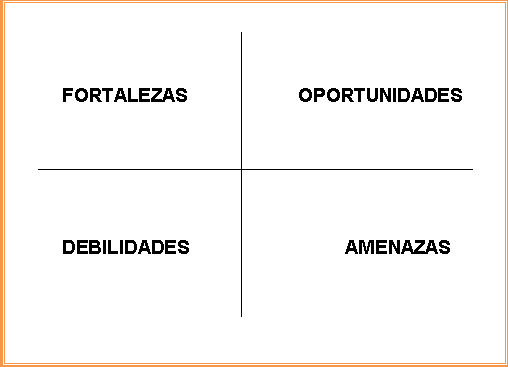 FORTALEZAS
OPORTUNIDADES
DEBILIDADES
AMENAZAS